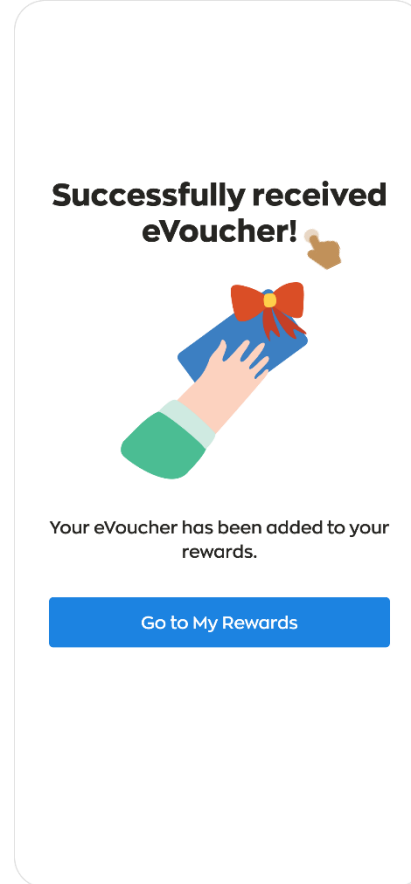 Successfully received
eVoucher!
Your eVoucher has been added to your
rewards.
Go to My Rewards